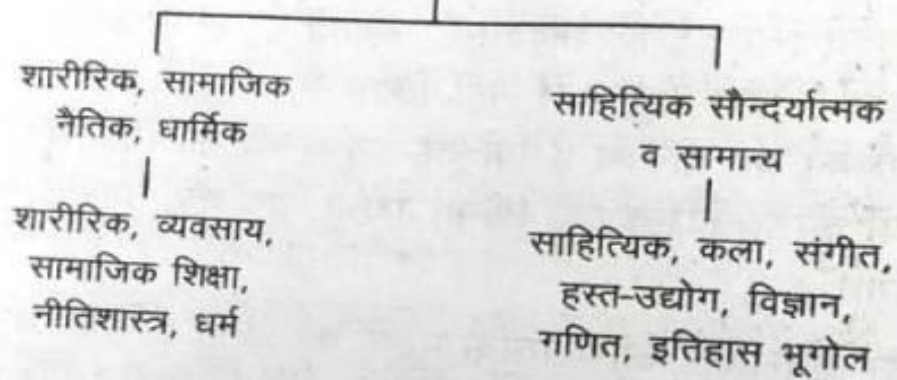 शारीरिक, सामाजिक
नैतिक, धार्मिक
शारीरिक, व्यवसाय,
सामाजिक शिक्षा,
नीतिशास्त्र, धर्म
साहित्यिक सौन्दर्यात्मक
व सामान्य
साहित्यिक, कला, संगीत,
हस्त-उद्योग, विज्ञान,
गणित, इतिहास भूगोल